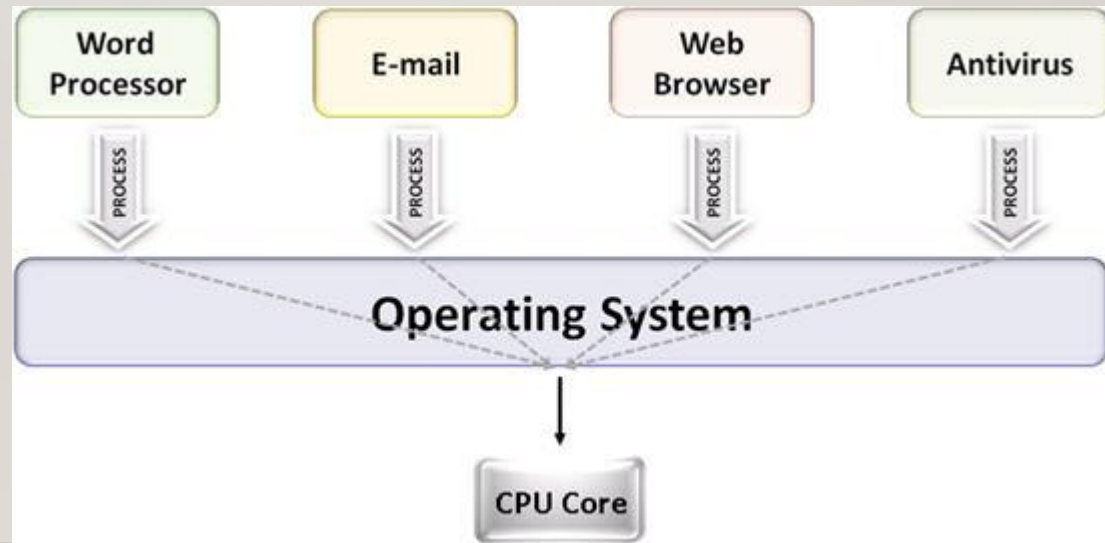 Word
Processor
E-mail
Web
Browser
Antivirus
PROCESS
PROCESS
PROCESS
PROCESS
Operating System
CPU Core